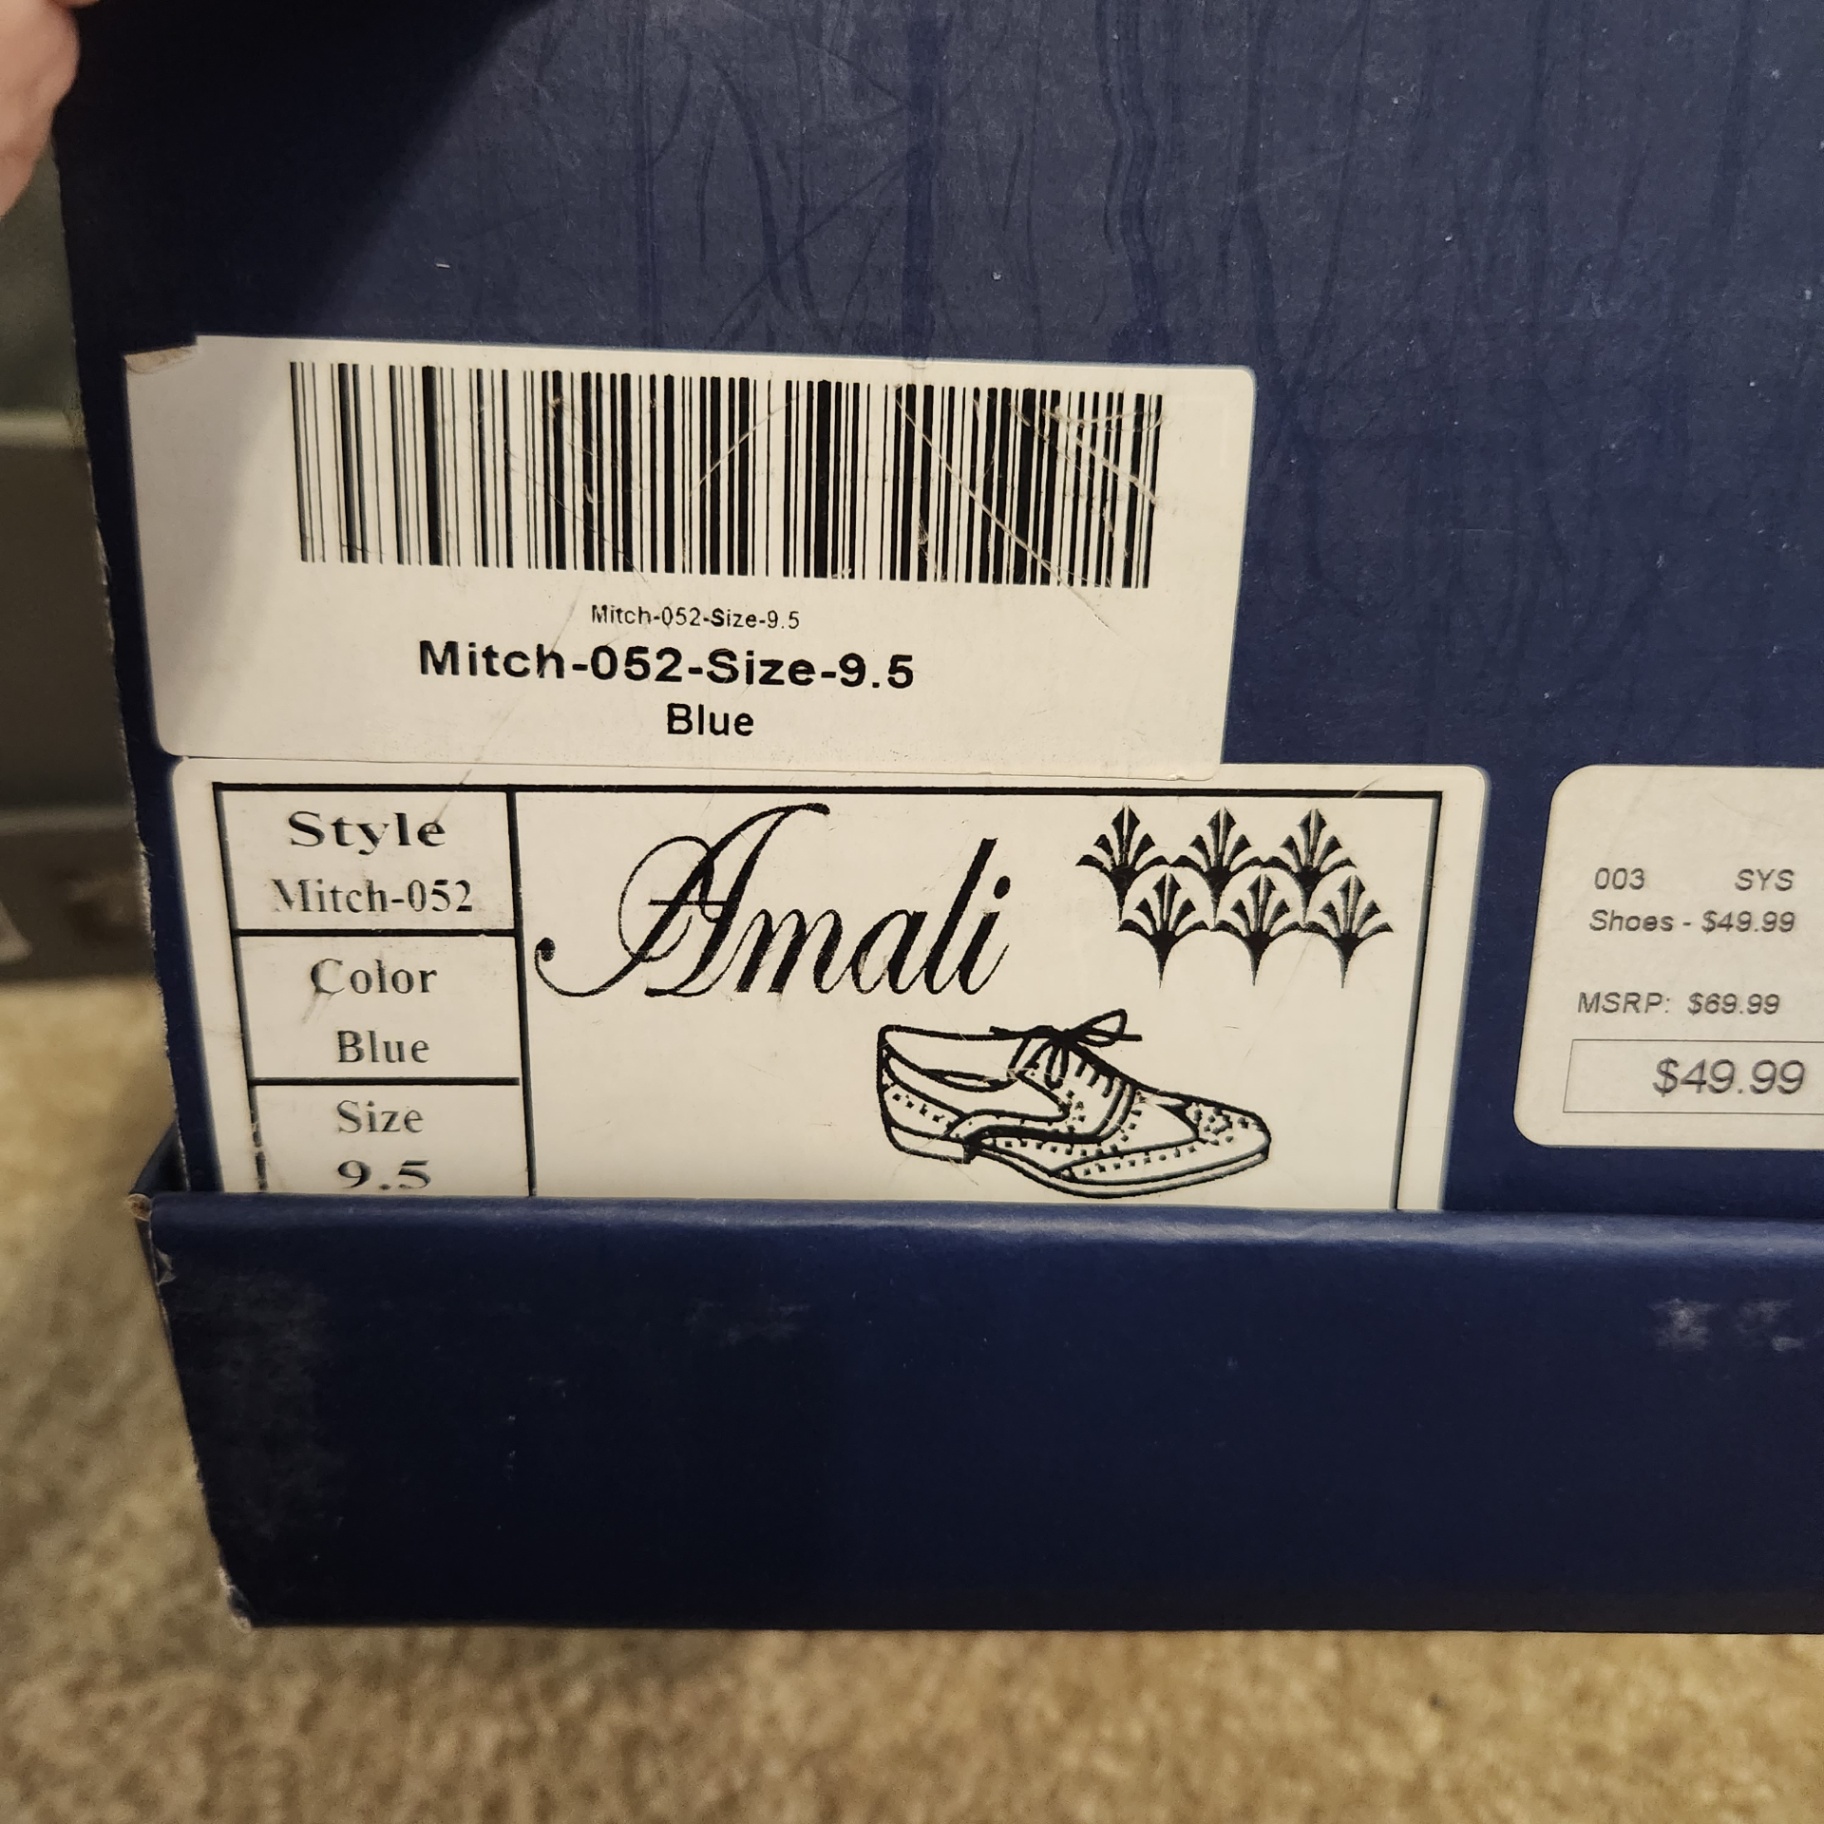 Mitch-052-Size-9.5
Mitch-052-Size-9.5
Blue
Style
Mitch-052
Color
Blue
Size
9.5
Amali
003 SYS
Shoes - $49.99
MSRP: $69.99
$49.99